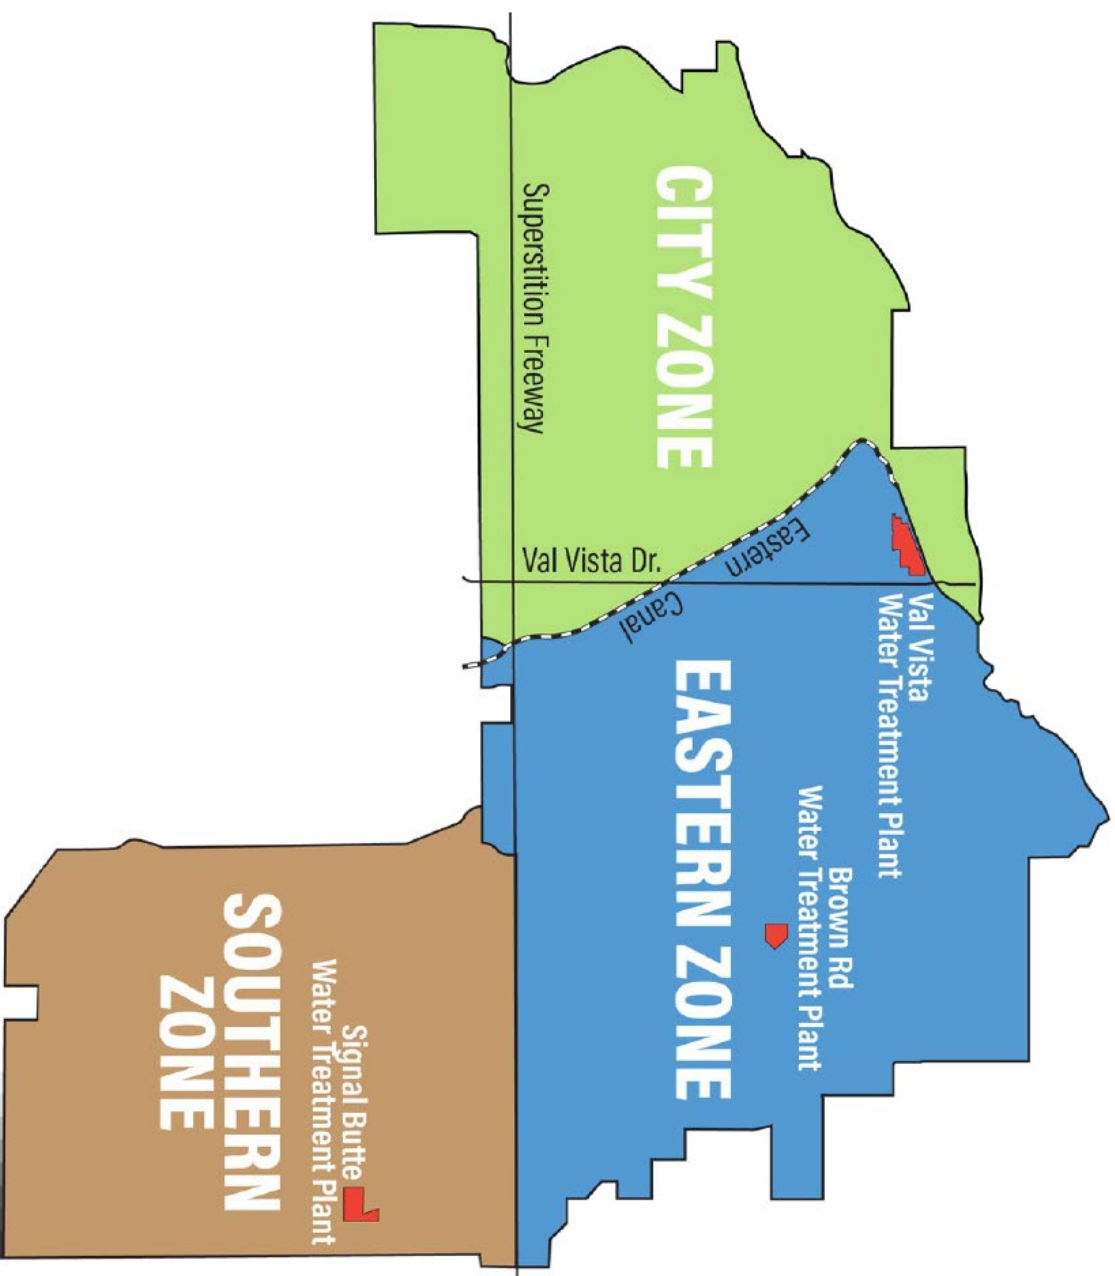 CITY ZONE
Superstition Freeway
Val Vista Dr.
Eastern
Canal
Val Vista
Water Treatment Plant
EASTERN ZONE
Brown Rd
Water Treatment Plant
SOUTHERN
ZONE
Signal Butte
Water Treatment Plant